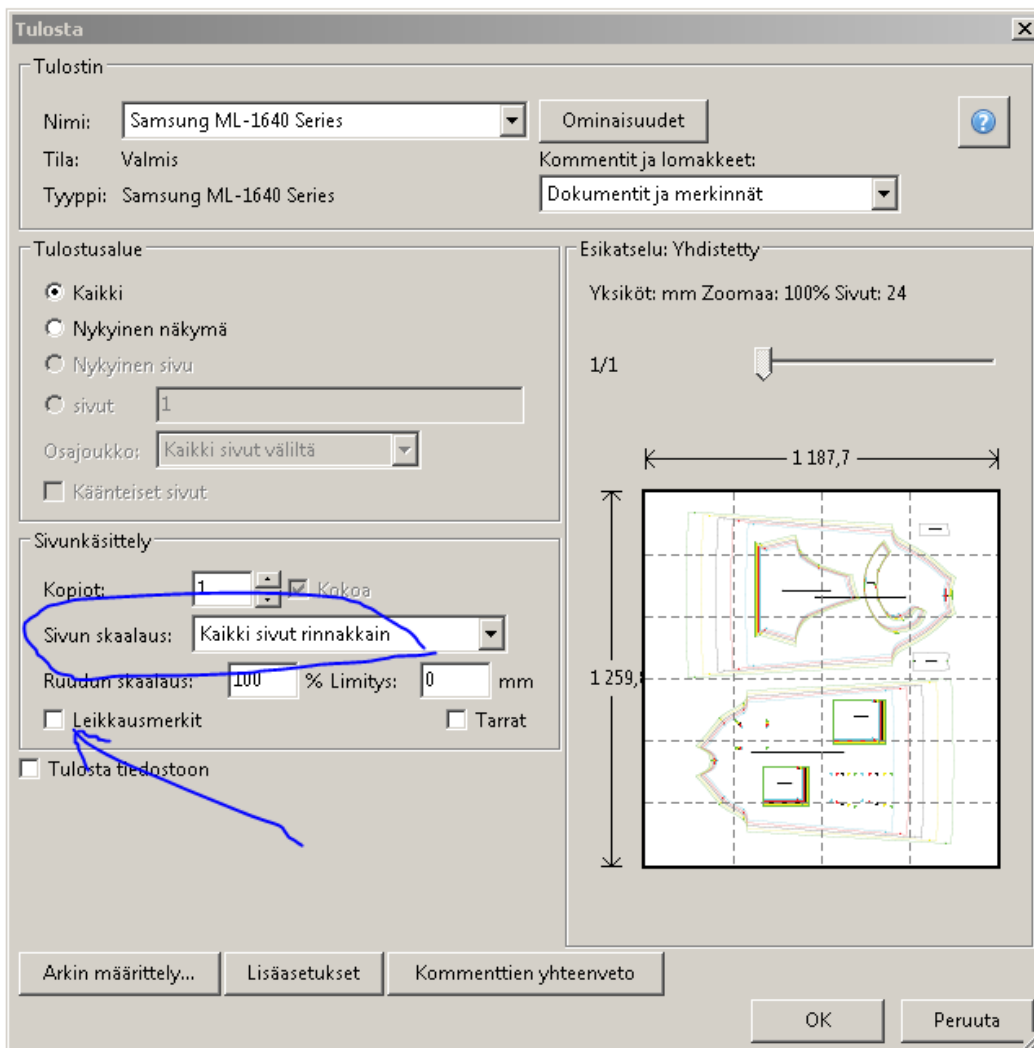 Tulosta
Tulostin
Nimi: Samsung ML-1640 Series Ominaisuudet
Tila: Valmis Kommentit ja lomakkeet:
Tyyppi: Samsung ML-1640 Series Dokumentit ja merkinnät
Tulostusalue
Kaikki
Nykyinen näkymä
Nykyinen sivu
sivut 1
Osajoukko: Kaikki sivut väliltä
Käänteiset sivut
Sivunkäsittely
Kopiot: 1 Kokoa
Sivun skaalaus: Kaikki sivut rinnakkain
Ruudun skaalaus: 100 % Limitys: 0 mm
Leikkausmerkit Tarrat
Tulosta tiedostoon
Esikatselu: Yhdistetty
Yksiköt: mm Zoomaa: 100% Sivut: 24
1/1
1 187,7
1 259,
Arkin määrittely... Lisäasetukset Kommenttien yhteenveto
OK Peruuta